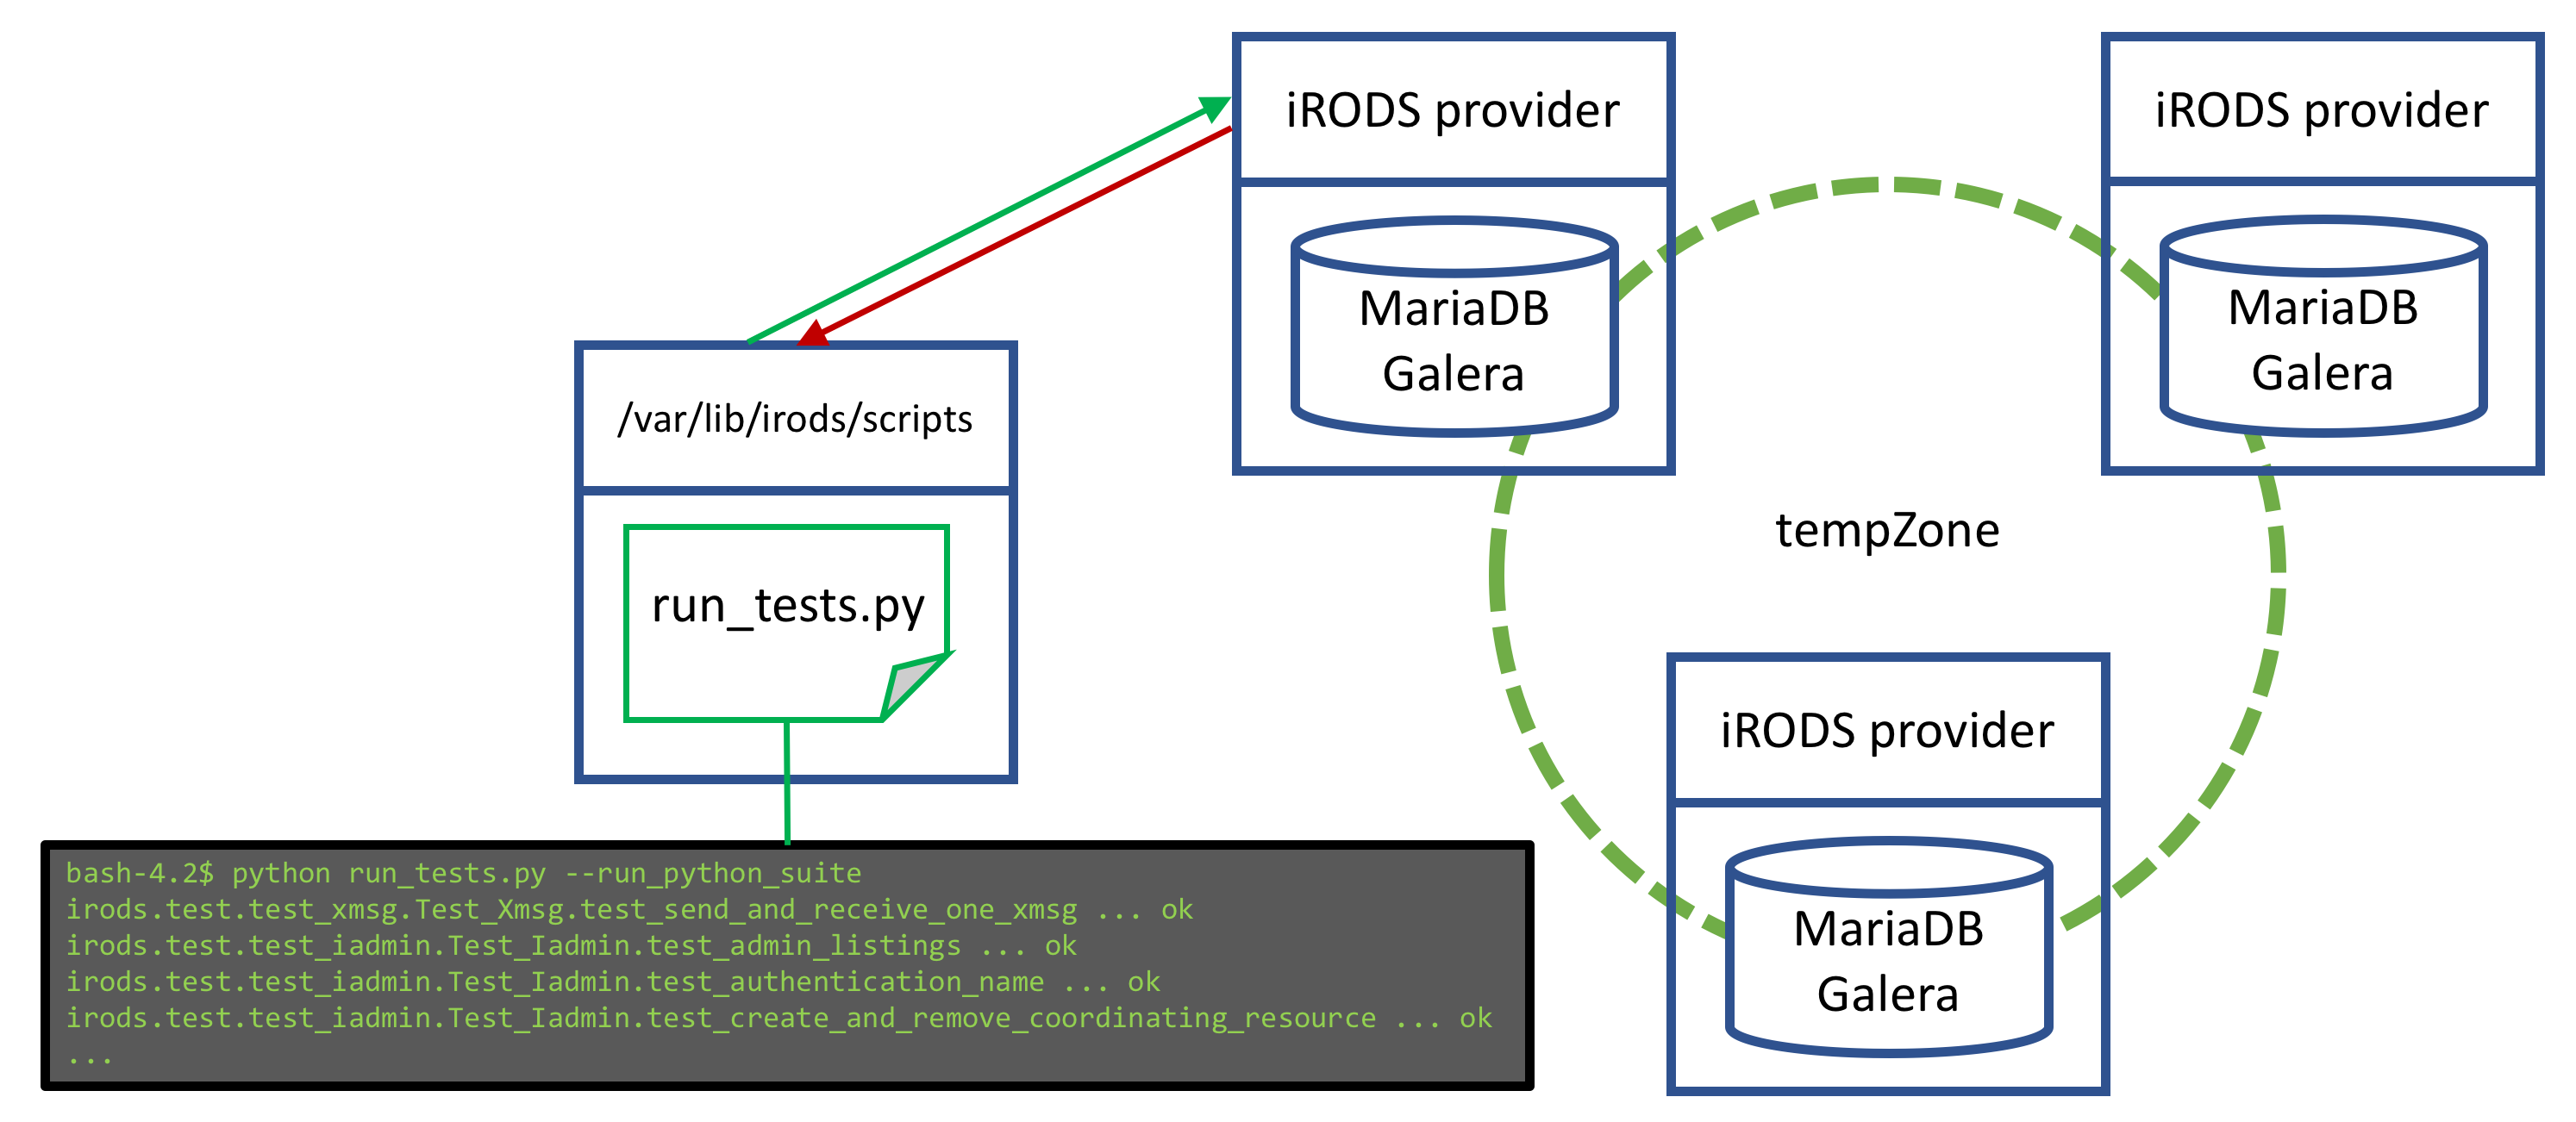 iRODS provider
MariaDB
Galera
iRODS provider
MariaDB
Galera
/var/lib/irods/scripts
run_tests.py
tempZone
iRODS provider
MariaDB
Galera
bash-4.2$ python run_tests.py --run_python_suite
irods.test.test_xmsg.Test_Xmsg.test_send_and_receive_one_xmsg ... ok
irods.test.test_iadmin.Test_Iadmin.test_admin_listings ... ok
irods.test.test_iadmin.Test_Iadmin.test_authentication_name ... ok
irods.test.test_iadmin.Test_Iadmin.test_create_and_remove_coordinating_resource ... ok
...